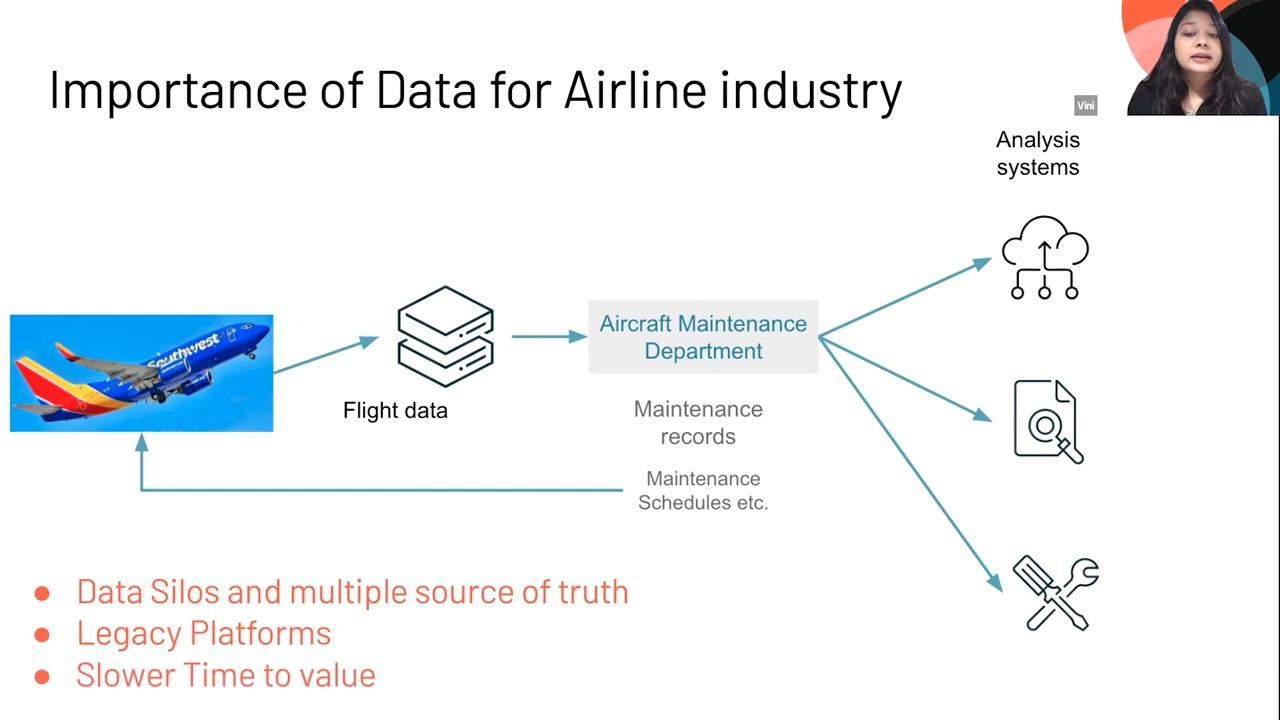 Importance of Data for Airline industry
Vini
Analysis
systems
Southwest
Flight data
Aircraft Maintenance
Department
Maintenance
records
Maintenance
Schedules etc.
● Data Silos and multiple source of truth
● Legacy Platforms
● Slower Time to value